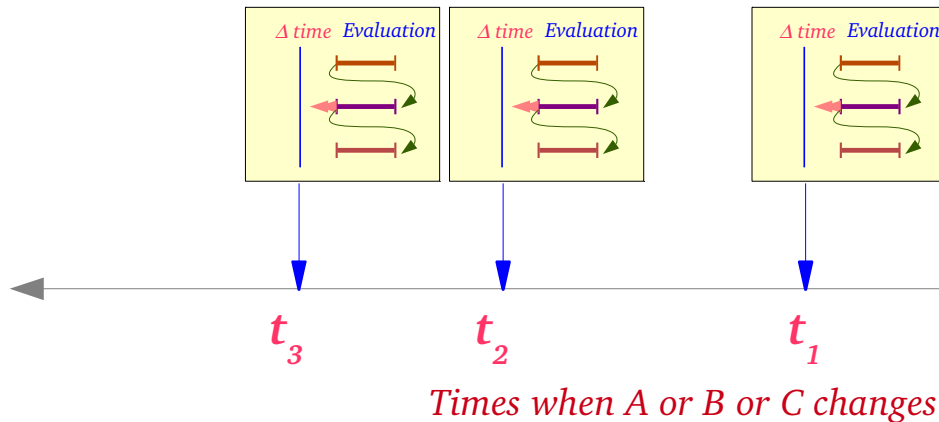 Δ time Evaluation Δ time Evaluation Δ time Evaluation
t3 t2 t1
Times when A or B or C changes